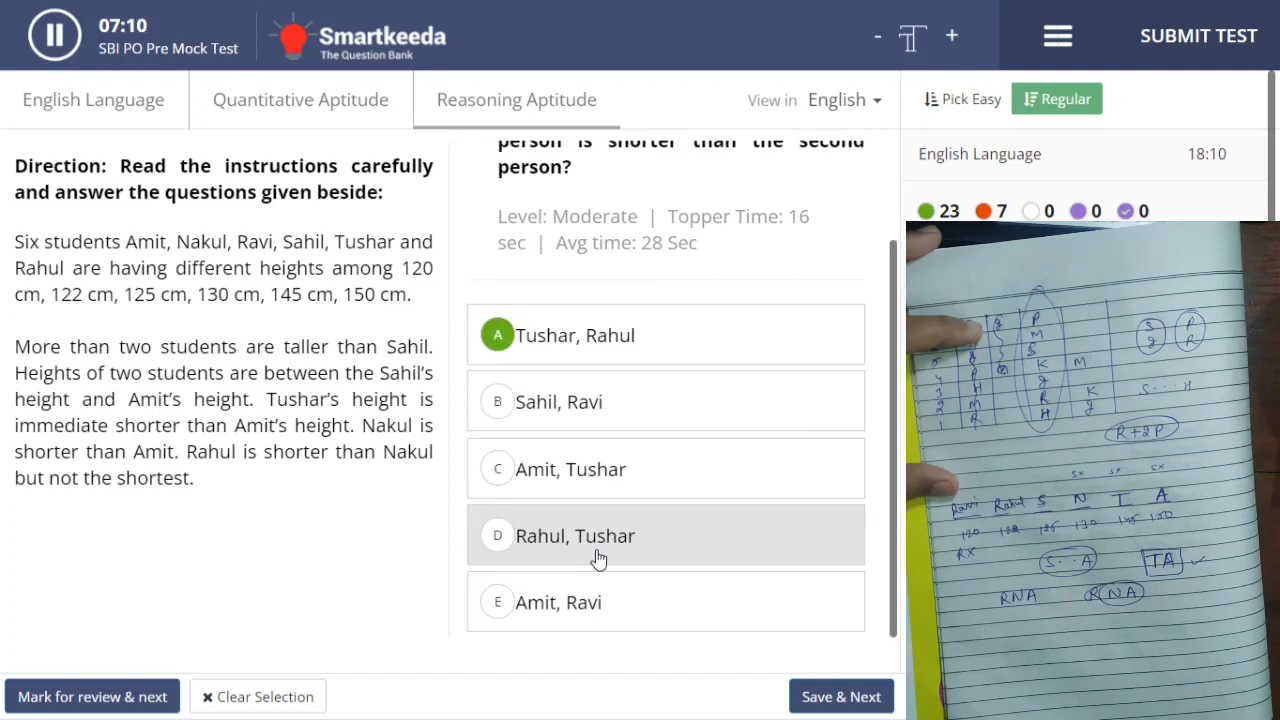 07:10
SBI PO Pre Mock Test
Smartkeeda
The Question Bank
- T +
SUBMIT TEST
English Language
Quantitative Aptitude
Reasoning Aptitude
View in English
Pick Easy
Regular
English Language 18:10
23 7 0 0 0
Direction: Read the instructions carefully
and answer the questions given beside:
Six students Amit, Nakul, Ravi, Sahil, Tushar and
Rahul are having different heights among 120
cm, 122 cm, 125 cm, 130 cm, 145 cm, 150 cm.
More than two students are taller than Sahil.
Heights of two students are between the Sahil's
height and Amit's height. Tushar's height is
immediate shorter than Amit's height. Nakul is
shorter than Amit. Rahul is shorter than Nakul
but not the shortest.
person is shorter than the second
person?
Level: Moderate | Topper Time: 16
sec | Avg time: 28 Sec
A Tushar, Rahul
B Sahil, Ravi
C Amit, Tushar
D Rahul, Tushar
E Amit, Ravi
Mark for review & next
Clear Selection
Save & Next
P
M
S
K M
R K
H
S . . . H
R + 2P
Ravi Rahul S N T A
120 122 125 130 145 150
RX
S . . A TA
RNA RNA